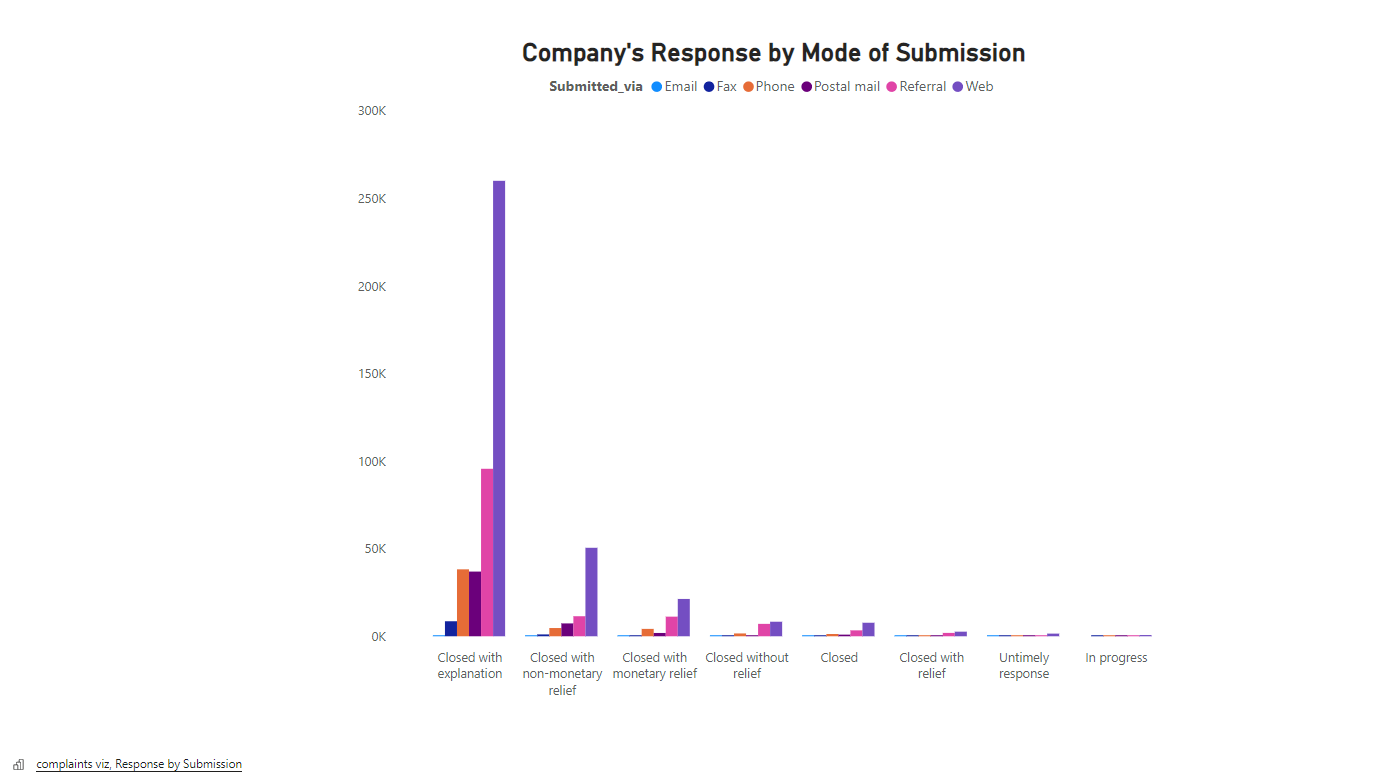 Company's Response by Mode of Submission
Submitted_via Email Fax Phone Postal mail Referral Web
300K
250K
200K
150K
100K
50K
0K
Closed with explanation
Closed with non-monetary relief
Closed with monetary relief
Closed without relief
Closed
Closed with relief
Untimely response
In progress
complaints viz, Response by Submission